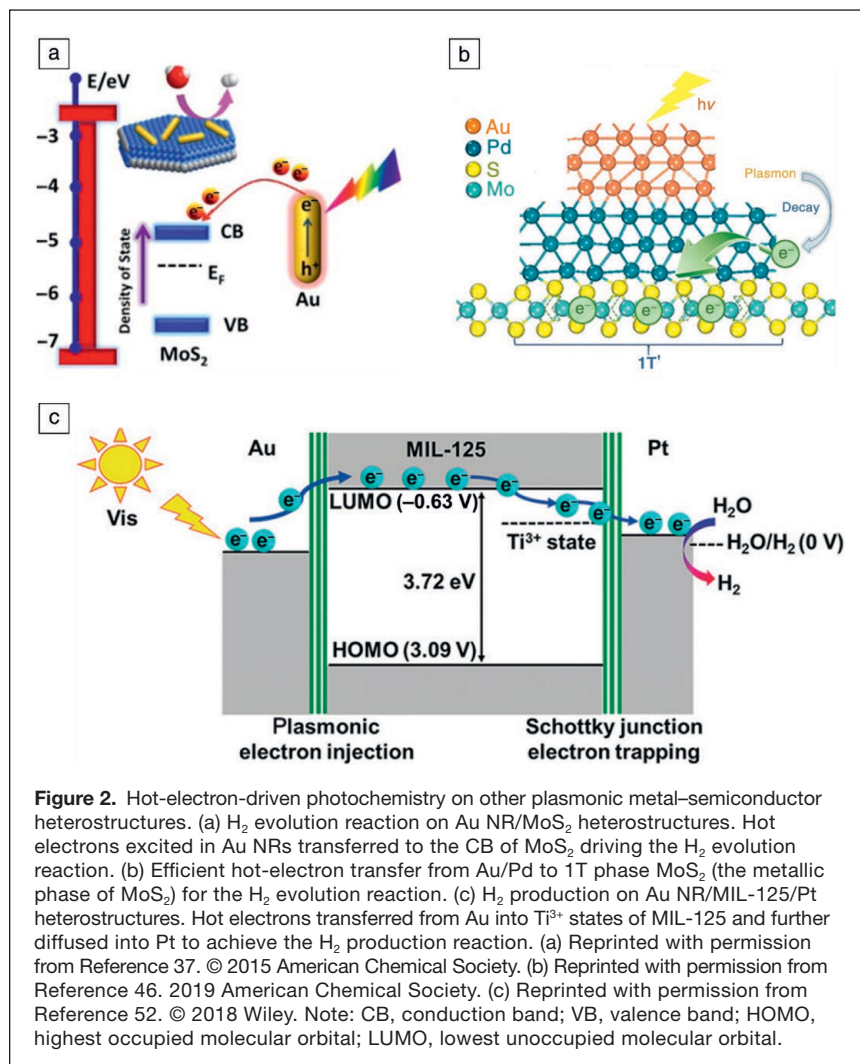 a
E/eV
−3
−4
−5
−6
−7
Density of State
e⁻ e⁻
e⁻ e⁻
CB
E_F
VB
MoS₂
e⁻
h⁺
Au
b
hν
Au
Pd
S
Mo
Plasmon
Decay
e⁻
e⁻ e⁻ e⁻
1T'
c
Au
MIL-125
Pt
Vis
e⁻ e⁻ e⁻ e⁻ e⁻ e⁻ e⁻ e⁻ e⁻ e⁻ e⁻
LUMO (−0.63 V)
Ti³⁺ state
H₂O
H₂O/H₂ (0 V)
H₂
3.72 eV
HOMO (3.09 V)
Plasmonic
electron injection
Schottky junction
electron trapping
Figure 2. Hot-electron-driven photochemistry on other plasmonic metal–semiconductor
heterostructures. (a) H₂ evolution reaction on Au NR/MoS₂ heterostructures. Hot
electrons excited in Au NRs transferred to the CB of MoS₂ driving the H₂ evolution
reaction. (b) Efficient hot-electron transfer from Au/Pd to 1T phase MoS₂ (the metallic
phase of MoS₂) for the H₂ evolution reaction. (c) H₂ production on Au NR/MIL-125/Pt
heterostructures. Hot electrons transferred from Au into Ti³⁺ states of MIL-125 and further
diffused into Pt to achieve the H₂ production reaction. (a) Reprinted with permission
from Reference 37. © 2015 American Chemical Society. (b) Reprinted with permission from
Reference 46. 2019 American Chemical Society. (c) Reprinted with permission from
Reference 52. © 2018 Wiley. Note: CB, conduction band; VB, valence band; HOMO,
highest occupied molecular orbital; LUMO, lowest unoccupied molecular orbital.